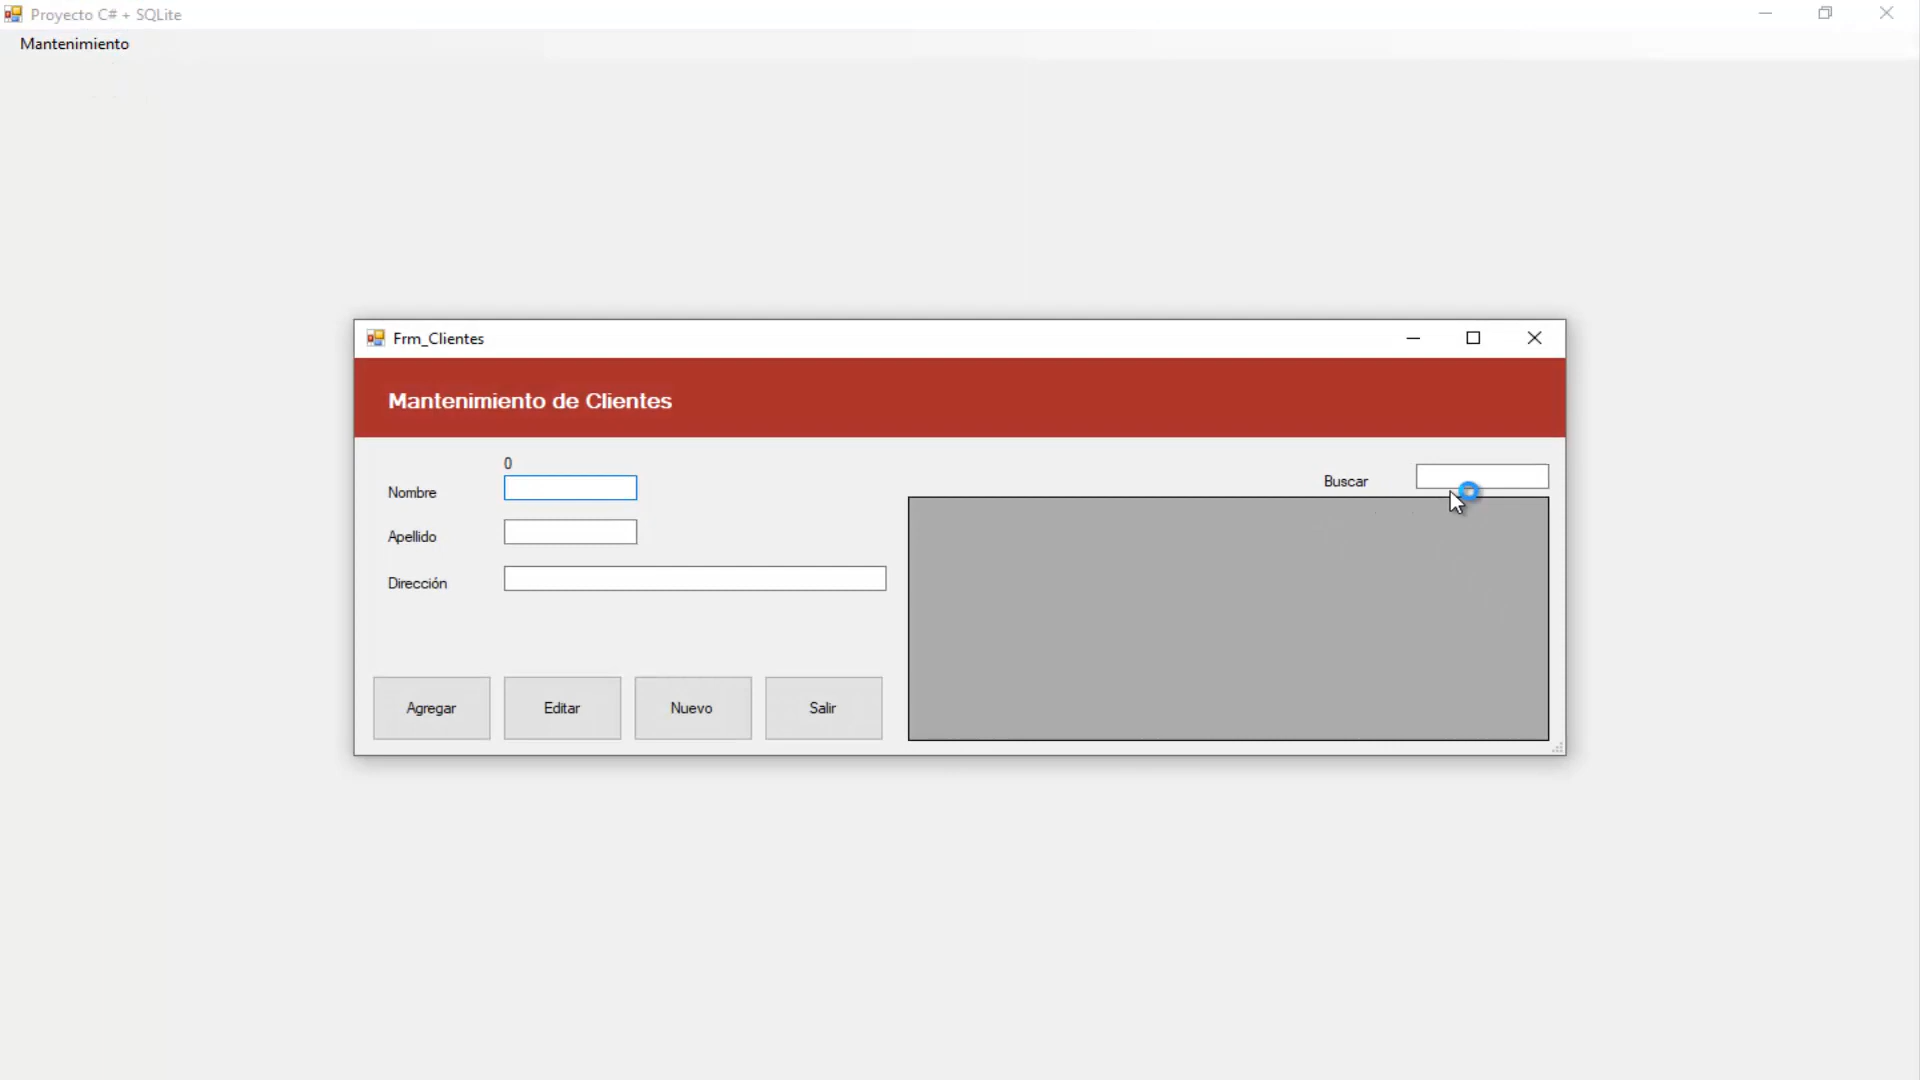 Proyecto C# + SQLite
Mantenimiento
Frm_Clientes
Mantenimiento de Clientes
0
Nombre
Buscar
Apellido
Dirección
Agregar
Editar
Nuevo
Salir